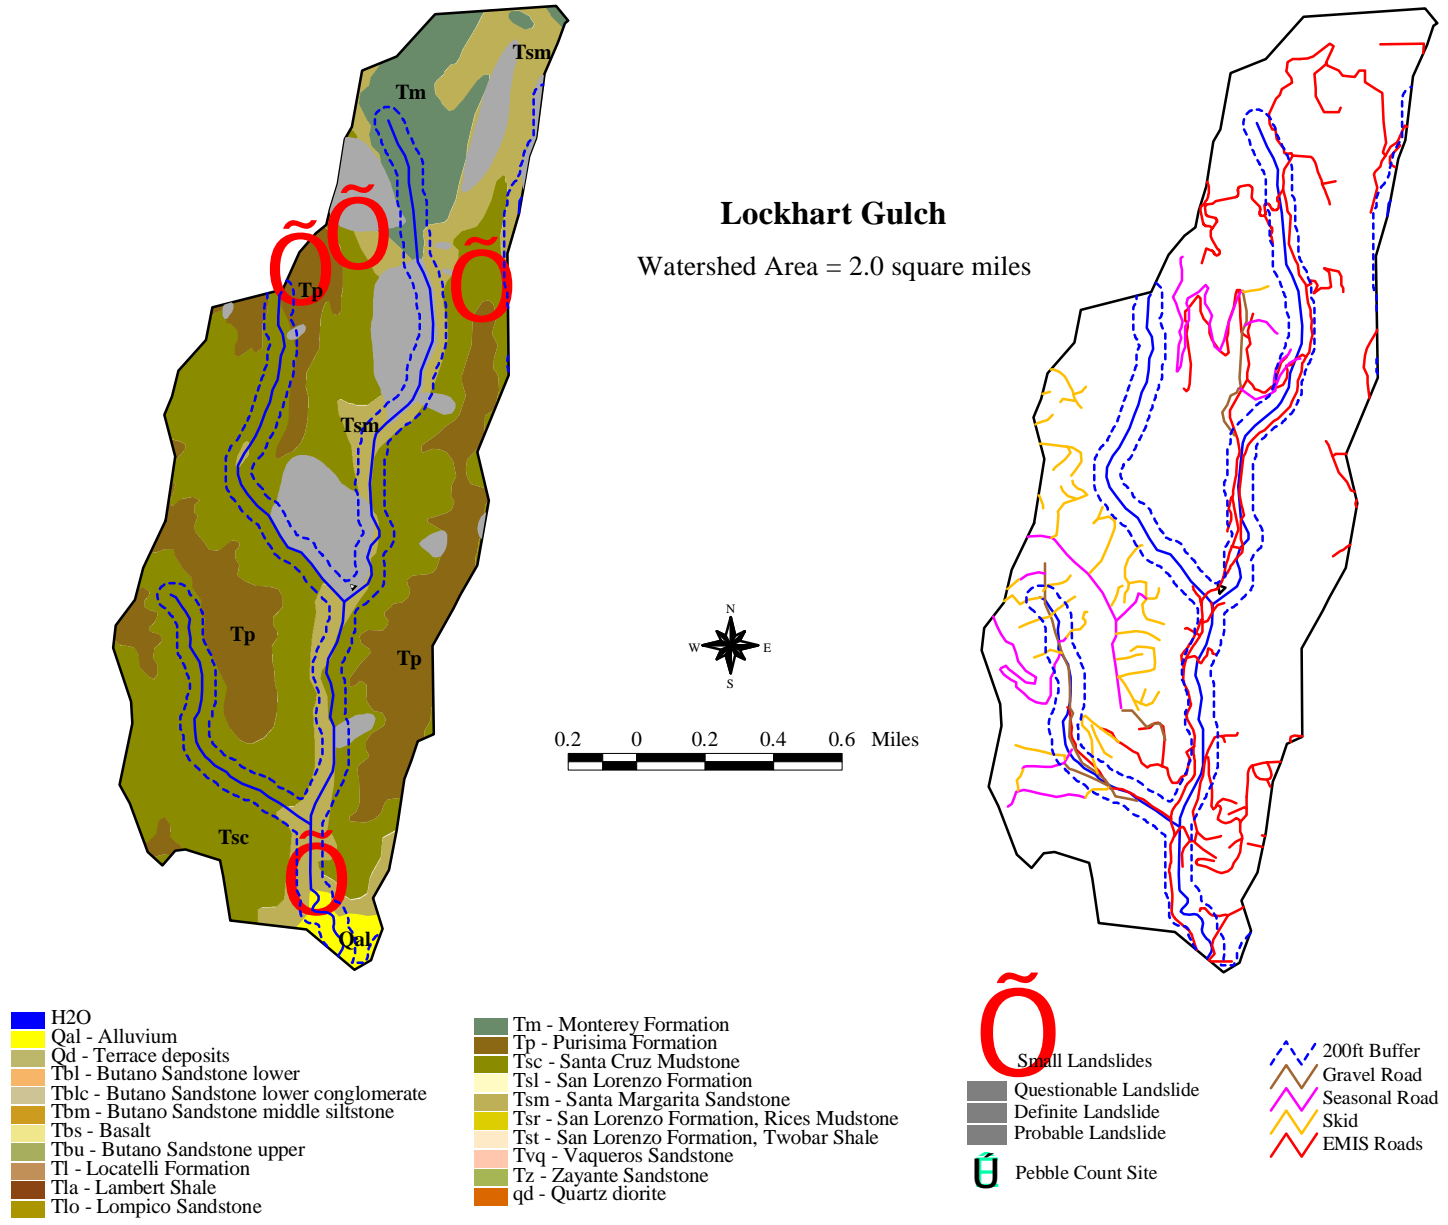 Tsm
Tm
Lockhart Gulch
Watershed Area = 2.0 square miles
Õ
Õ
Õ
Tp
Tsm
N
W E
S
Tp
Tp
0.2 0 0.2 0.4 0.6 Miles
Tsc
Õ
Qal
H2O
Qal - Alluvium
Qd - Terrace deposits
Tbl - Butano Sandstone lower
Tblc - Butano Sandstone lower conglomerate
Tbm - Butano Sandstone middle siltstone
Tbs - Basalt
Tbu - Butano Sandstone upper
Tl - Locatelli Formation
Tla - Lambert Shale
Tlo - Lompico Sandstone
Tm - Monterey Formation
Tp - Purisima Formation
Tsc - Santa Cruz Mudstone
Tsl - San Lorenzo Formation
Tsm - Santa Margarita Sandstone
Tsr - San Lorenzo Formation, Rices Mudstone
Tst - San Lorenzo Formation, Twobar Shale
Tvq - Vaqueros Sandstone
Tz - Zayante Sandstone
qd - Quartz diorite
Õ
Small Landslides
Questionable Landslide
Definite Landslide
Probable Landslide
Pebble Count Site
200ft Buffer
Gravel Road
Seasonal Road
Skid
EMIS Roads